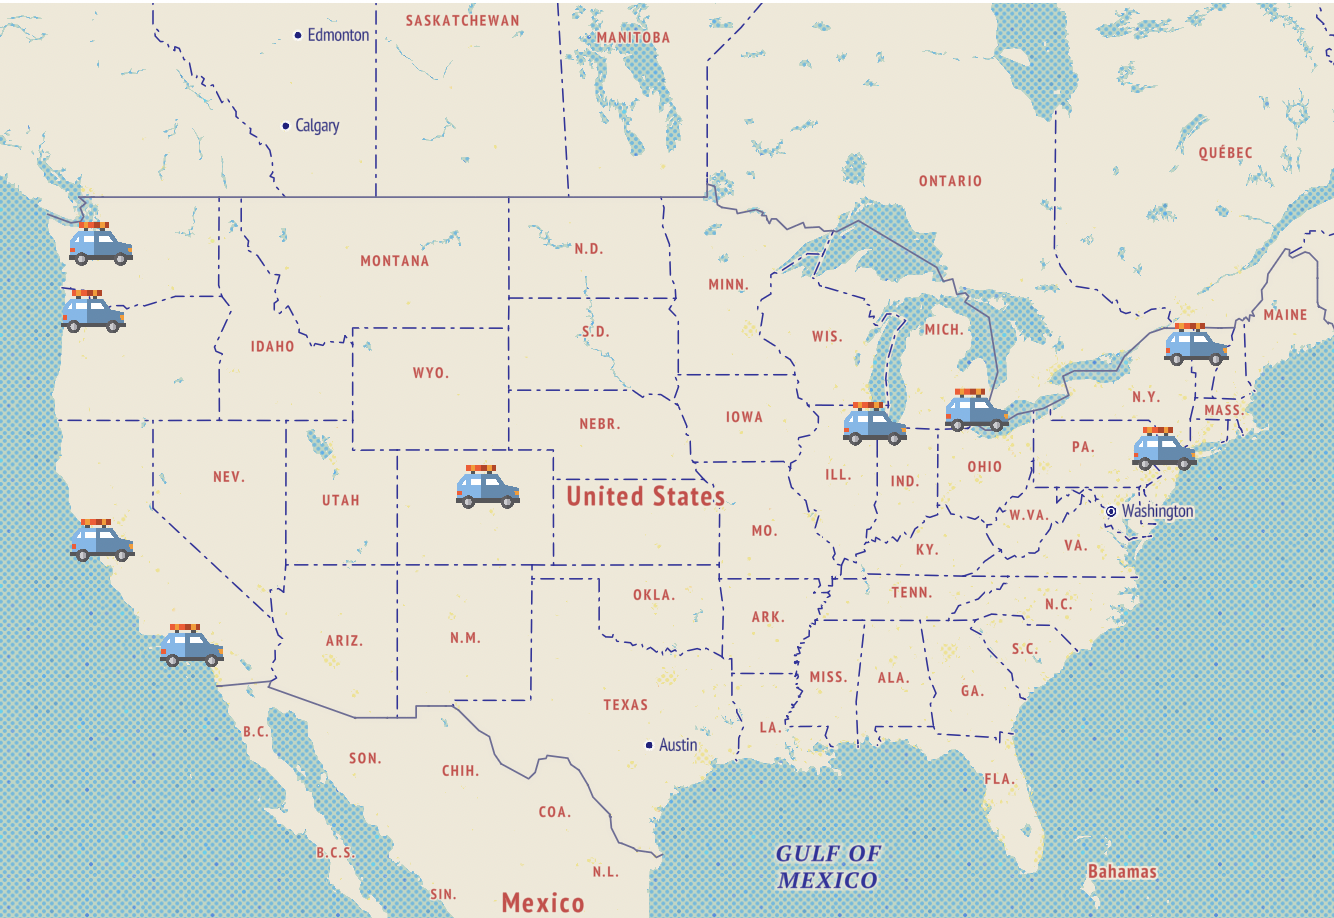 SASKATCHEWAN
Edmonton
MANITOBA
Calgary
QUÉBEC
ONTARIO
MONTANA
N.D.
MINN.
MAINE
IDAHO
S.D.
WIS.
MICH.
WYO.
N.Y.
MASS.
NEBR.
IOWA
PA.
NEV.
UTAH
United States
ILL.
IND.
OHIO
Washington
W.VA.
MO.
KY.
VA.
OKLA.
TENN.
N.C.
ARIZ.
N.M.
ARK.
S.C.
MISS.
ALA.
GA.
TEXAS
B.C.
LA.
Austin
SON.
CHIH.
FLA.
COA.
GULF OF
MEXICO
B.C.S.
N.L.
Bahamas
SIN.
Mexico